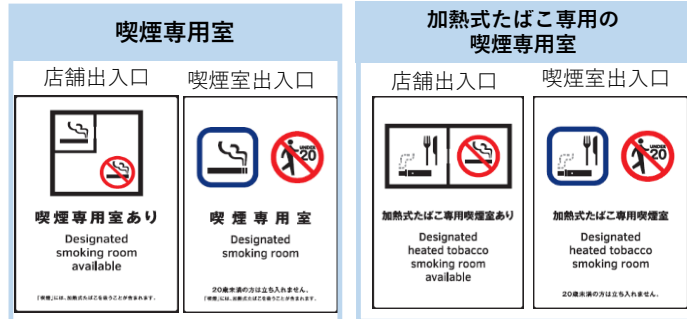 喫煙専用室
店舗出入口
喫煙室出入口
喫煙専用室あり
Designated
smoking room
available
「喫煙」には、加熱式たばこを吸うことが含まれます。
UNDER
20
喫煙専用室
Designated
smoking room
20歳未満の方は立ち入れません。
「喫煙」には、加熱式たばこを吸うことが含まれます。
加熱式たばこ専用の
喫煙専用室
店舗出入口
喫煙室出入口
加熱式たばこ専用喫煙室あり
Designated
heated tobacco
smoking room
available
UNDER
20
加熱式たばこ専用喫煙室
Designated
heated tobacco
smoking room
20歳未満の方は立ち入れません。